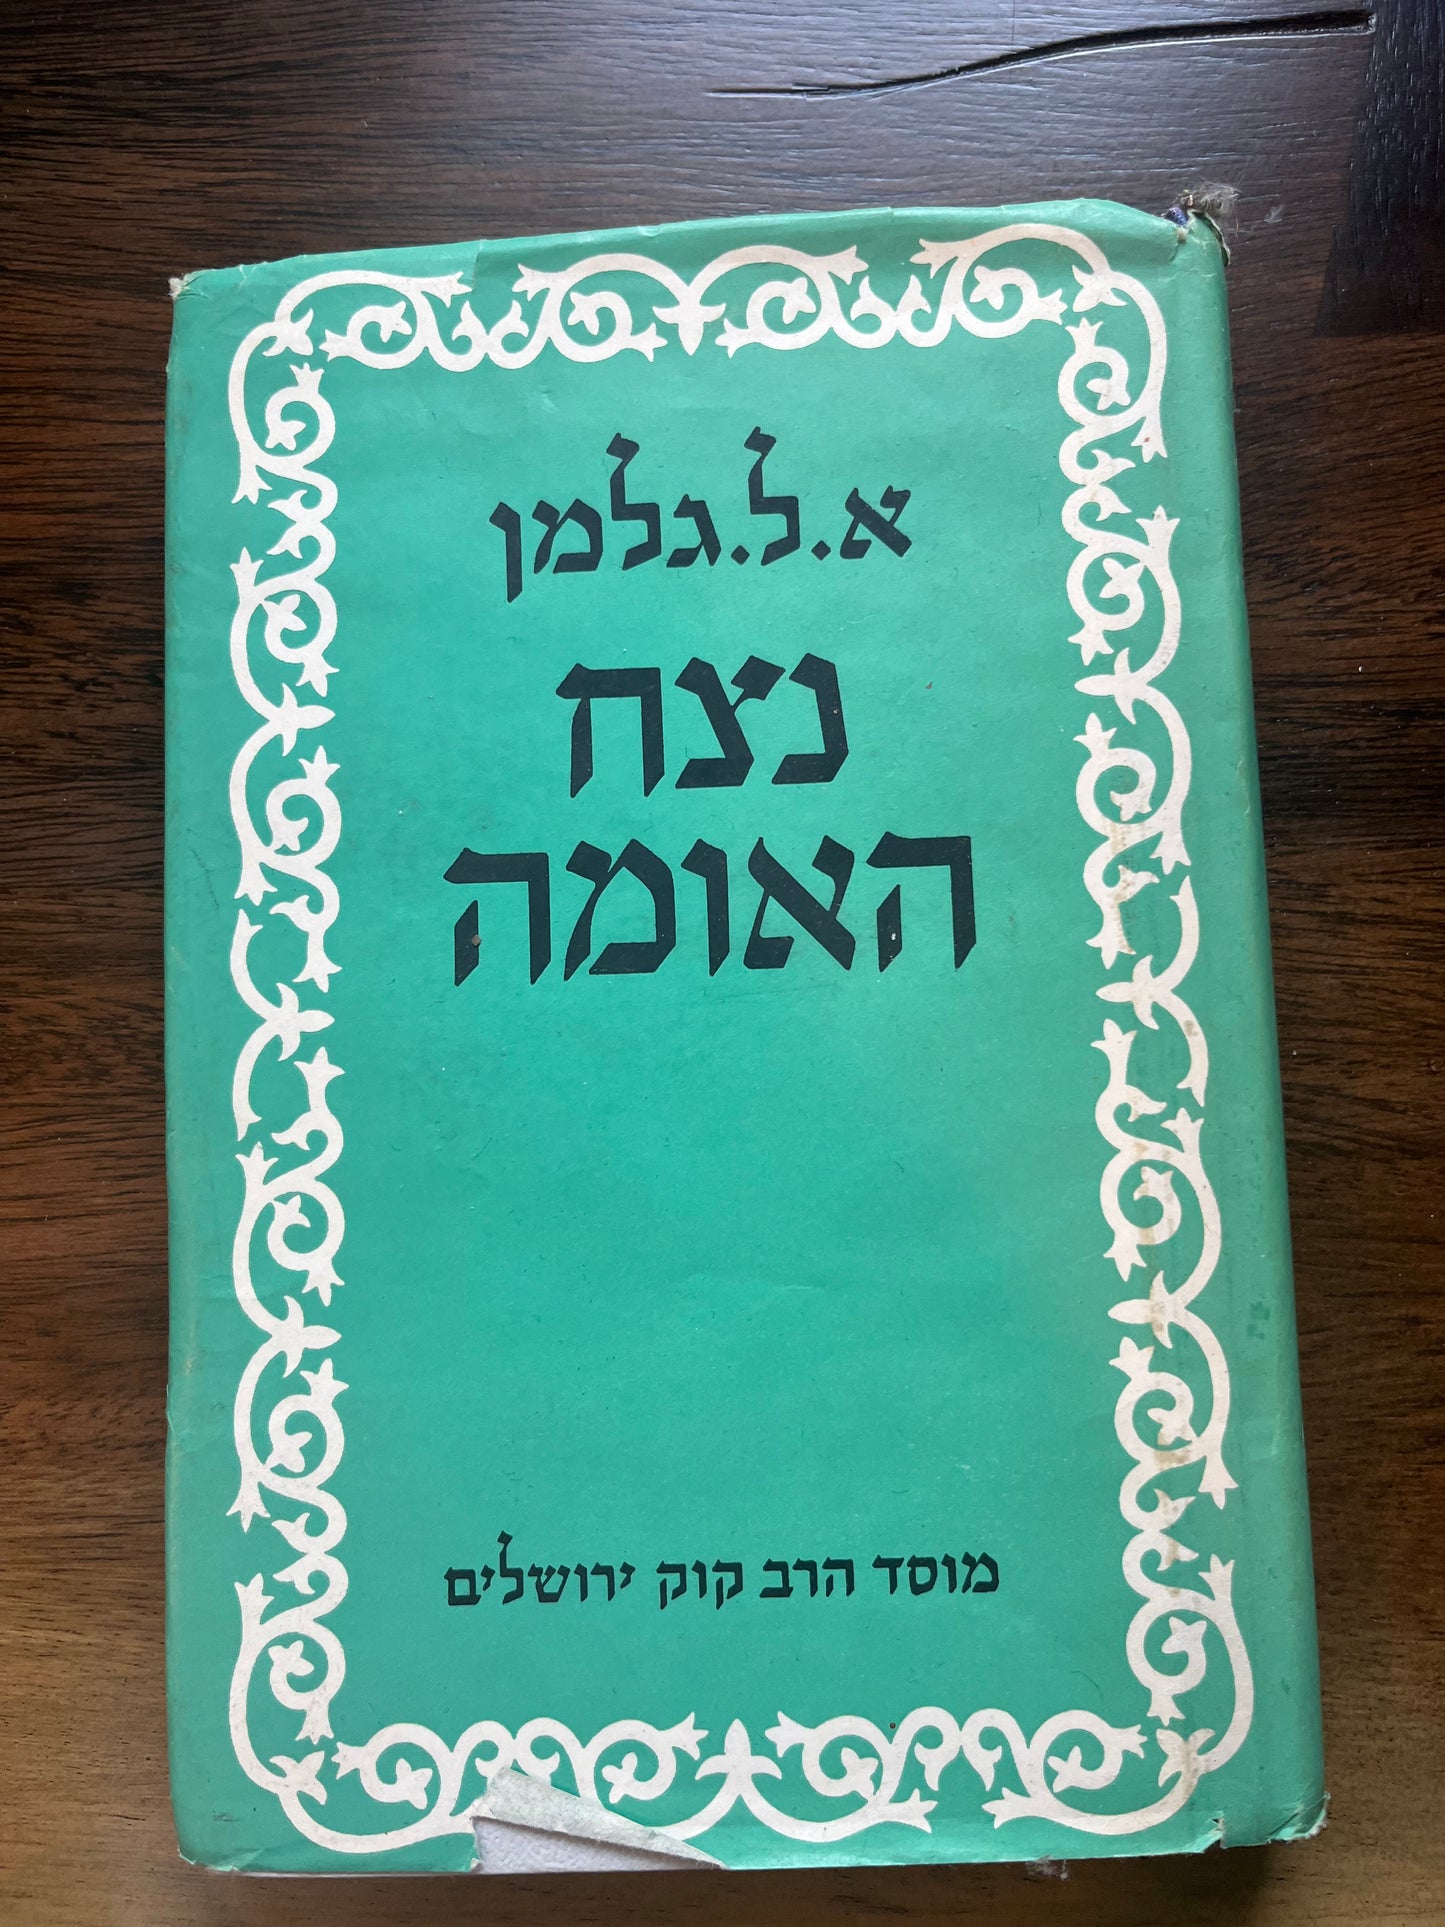 א.ל.גלמן
נצח
האומה
מוסד הרב קוק ירושלים